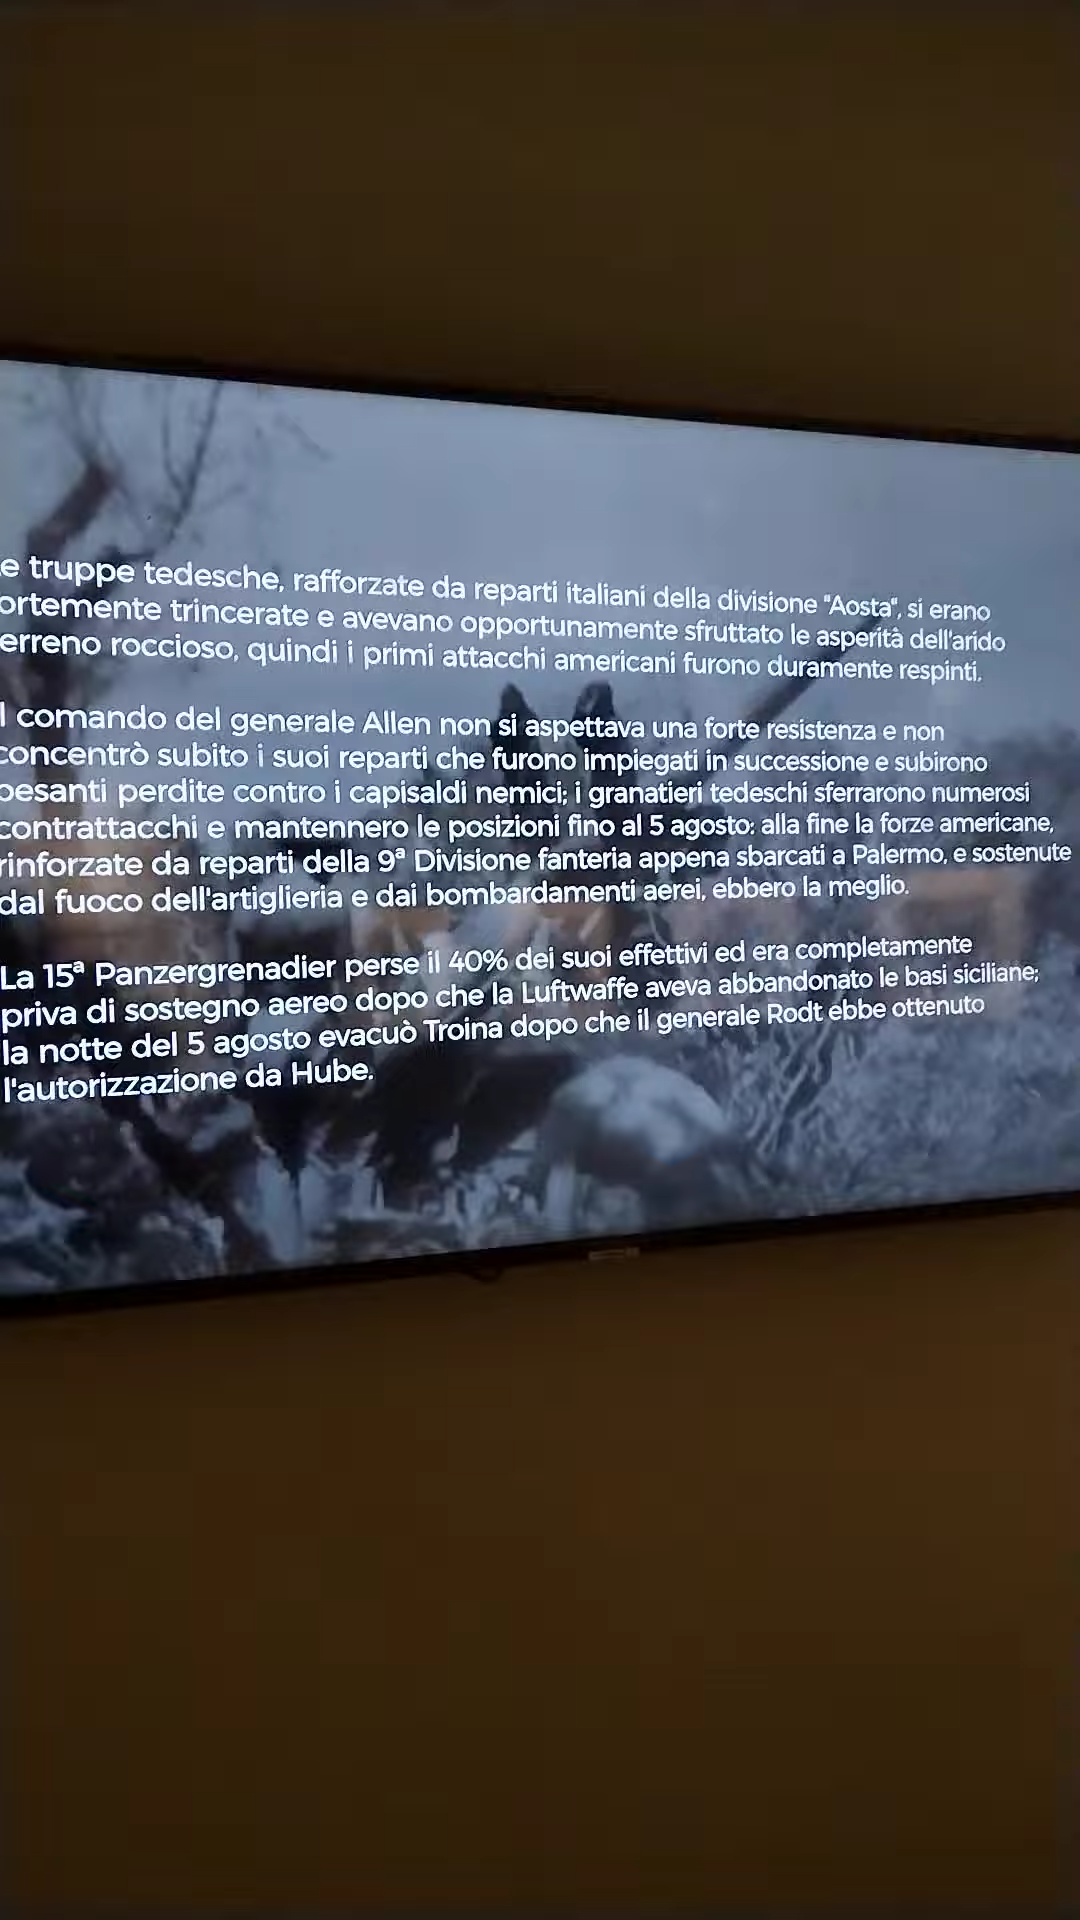 e truppe tedesche, rafforzate da reparti italiani della divisione "Aosta", si erano
ortemente trincerate e avevano opportunamente sfruttato le asperità dell'arido
erreno roccioso, quindi i primi attacchi americani furono duramente respinti.
l comando del generale Allen non si aspettava una forte resistenza e non
concentrò subito i suoi reparti che furono impiegati in successione e subirono
pesanti perdite contro i capisaldi nemici; i granatieri tedeschi sferrarono numerosi
contrattacchi e mantennero le posizioni fino al 5 agosto: alla fine la forze americane,
rinforzate da reparti della 9ª Divisione fanteria appena sbarcati a Palermo, e sostenute
dal fuoco dell'artiglieria e dai bombardamenti aerei, ebbero la meglio.
La 15ª Panzergrenadier perse il 40% dei suoi effettivi ed era completamente
priva di sostegno aereo dopo che la Luftwaffe aveva abbandonato le basi siciliane;
la notte del 5 agosto evacuò Troina dopo che il generale Rodt ebbe ottenuto
l'autorizzazione da Hube.